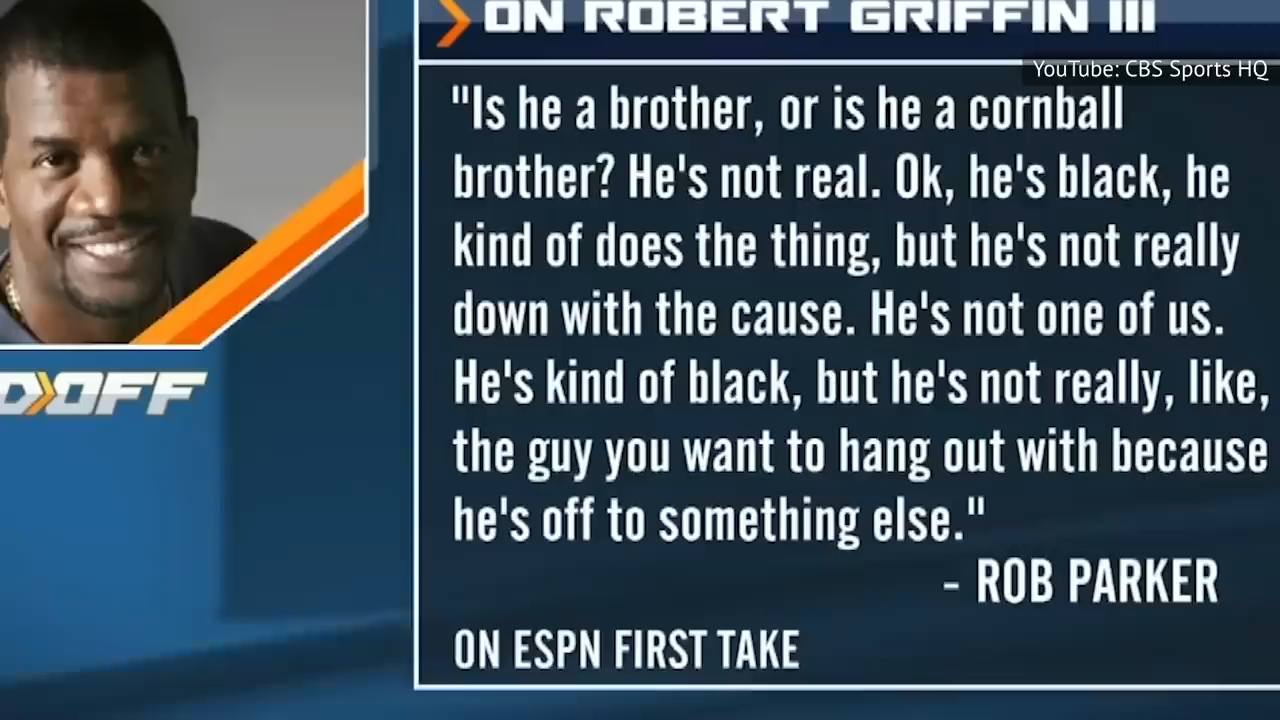 ON ROBERT GRIFFIN III
YouTube: CBS Sports HQ
"Is he a brother, or is he a cornball
brother? He's not real. Ok, he's black, he
kind of does the thing, but he's not really
down with the cause. He's not one of us.
He's kind of black, but he's not really, like,
the guy you want to hang out with because
he's off to something else."
- ROB PARKER
ON ESPN FIRST TAKE
D OFF